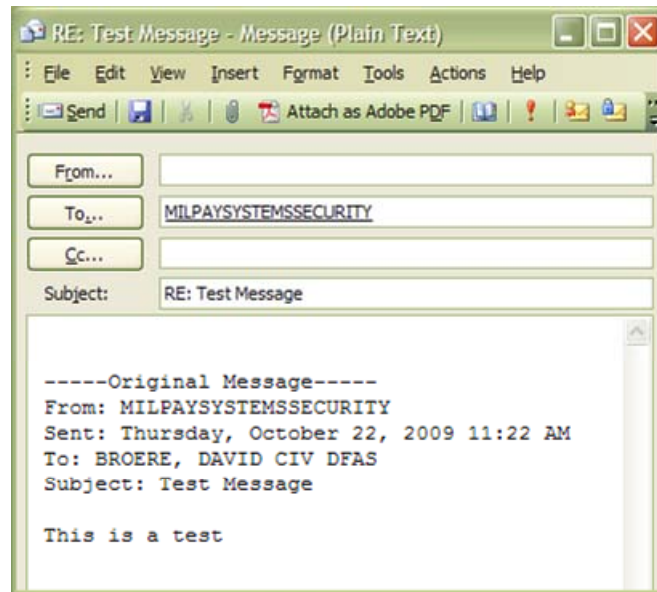 RE: Test Message - Message (Plain Text)
File Edit View Insert Format Tools Actions Help
Send Attach as Adobe PDF
From...
To... MILPAYSYSTEMSSECURITY
Cc...
Subject: RE: Test Message
-----Original Message-----
From: MILPAYSYSTEMSSECURITY
Sent: Thursday, October 22, 2009 11:22 AM
To: BROERE, DAVID CIV DFAS
Subject: Test Message
This is a test